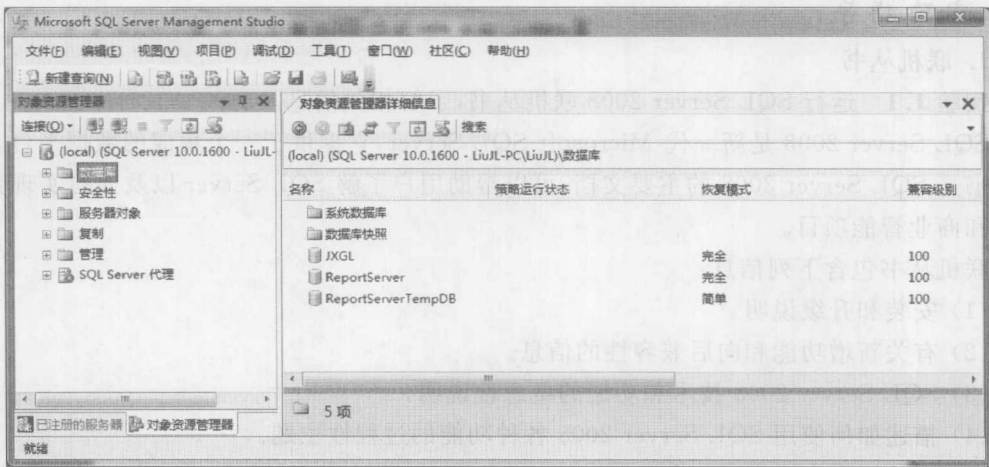 Microsoft SQL Server Management Studio
文件(F) 编辑(E) 视图(V) 项目(P) 调试(D) 工具(T) 窗口(W) 社区(C) 帮助(H)
新建查询(N)
对象资源管理器
连接(O)
(local) (SQL Server 10.0.1600 - LiuJL-
数据库
安全性
服务器对象
复制
管理
SQL Server 代理
已注册的服务器 对象资源管理器
对象资源管理器详细信息
搜索
(local) (SQL Server 10.0.1600 - LiuJL-PC\LiuJL)\数据库
名称 策略运行状态 恢复模式 兼容级别
系统数据库
数据库快照
JXGL 完全 100
ReportServer 完全 100
ReportServerTempDB 简单 100
5 项
就绪